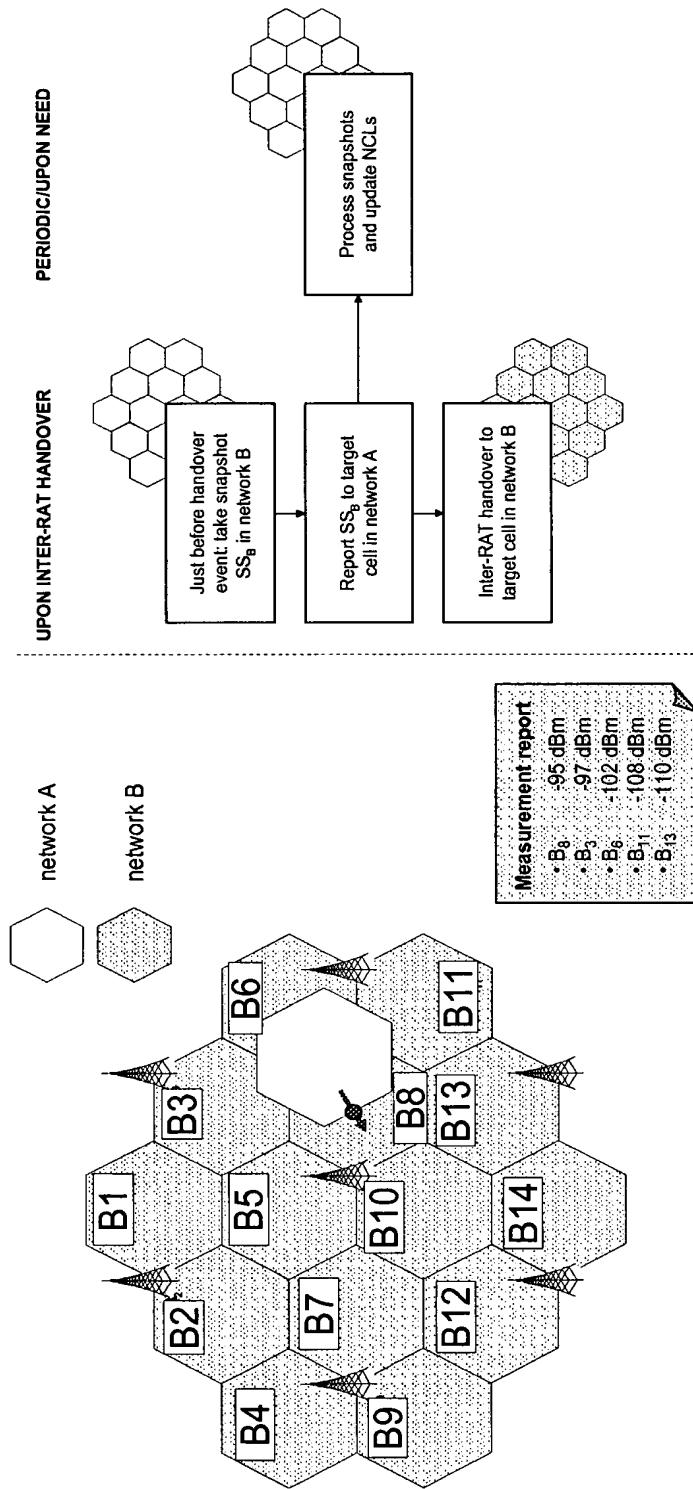 network A
network B
B1
B2
B3
B4
B5
B6
B7
B8
B9
B10
B11
B12
B13
B14
Measurement report
• B8 -95 dBm
• B3 -97 dBm
• B6 -102 dBm
• B11 -108 dBm
• B13 -110 dBm
UPON INTER-RAT HANDOVER
Just before handover
event: take snapshot
SSB in network B
Report SSB to target
cell in network A
Inter-RAT handover to
target cell in network B
PERIODIC/UPON NEED
Process snapshots
and update NCLs